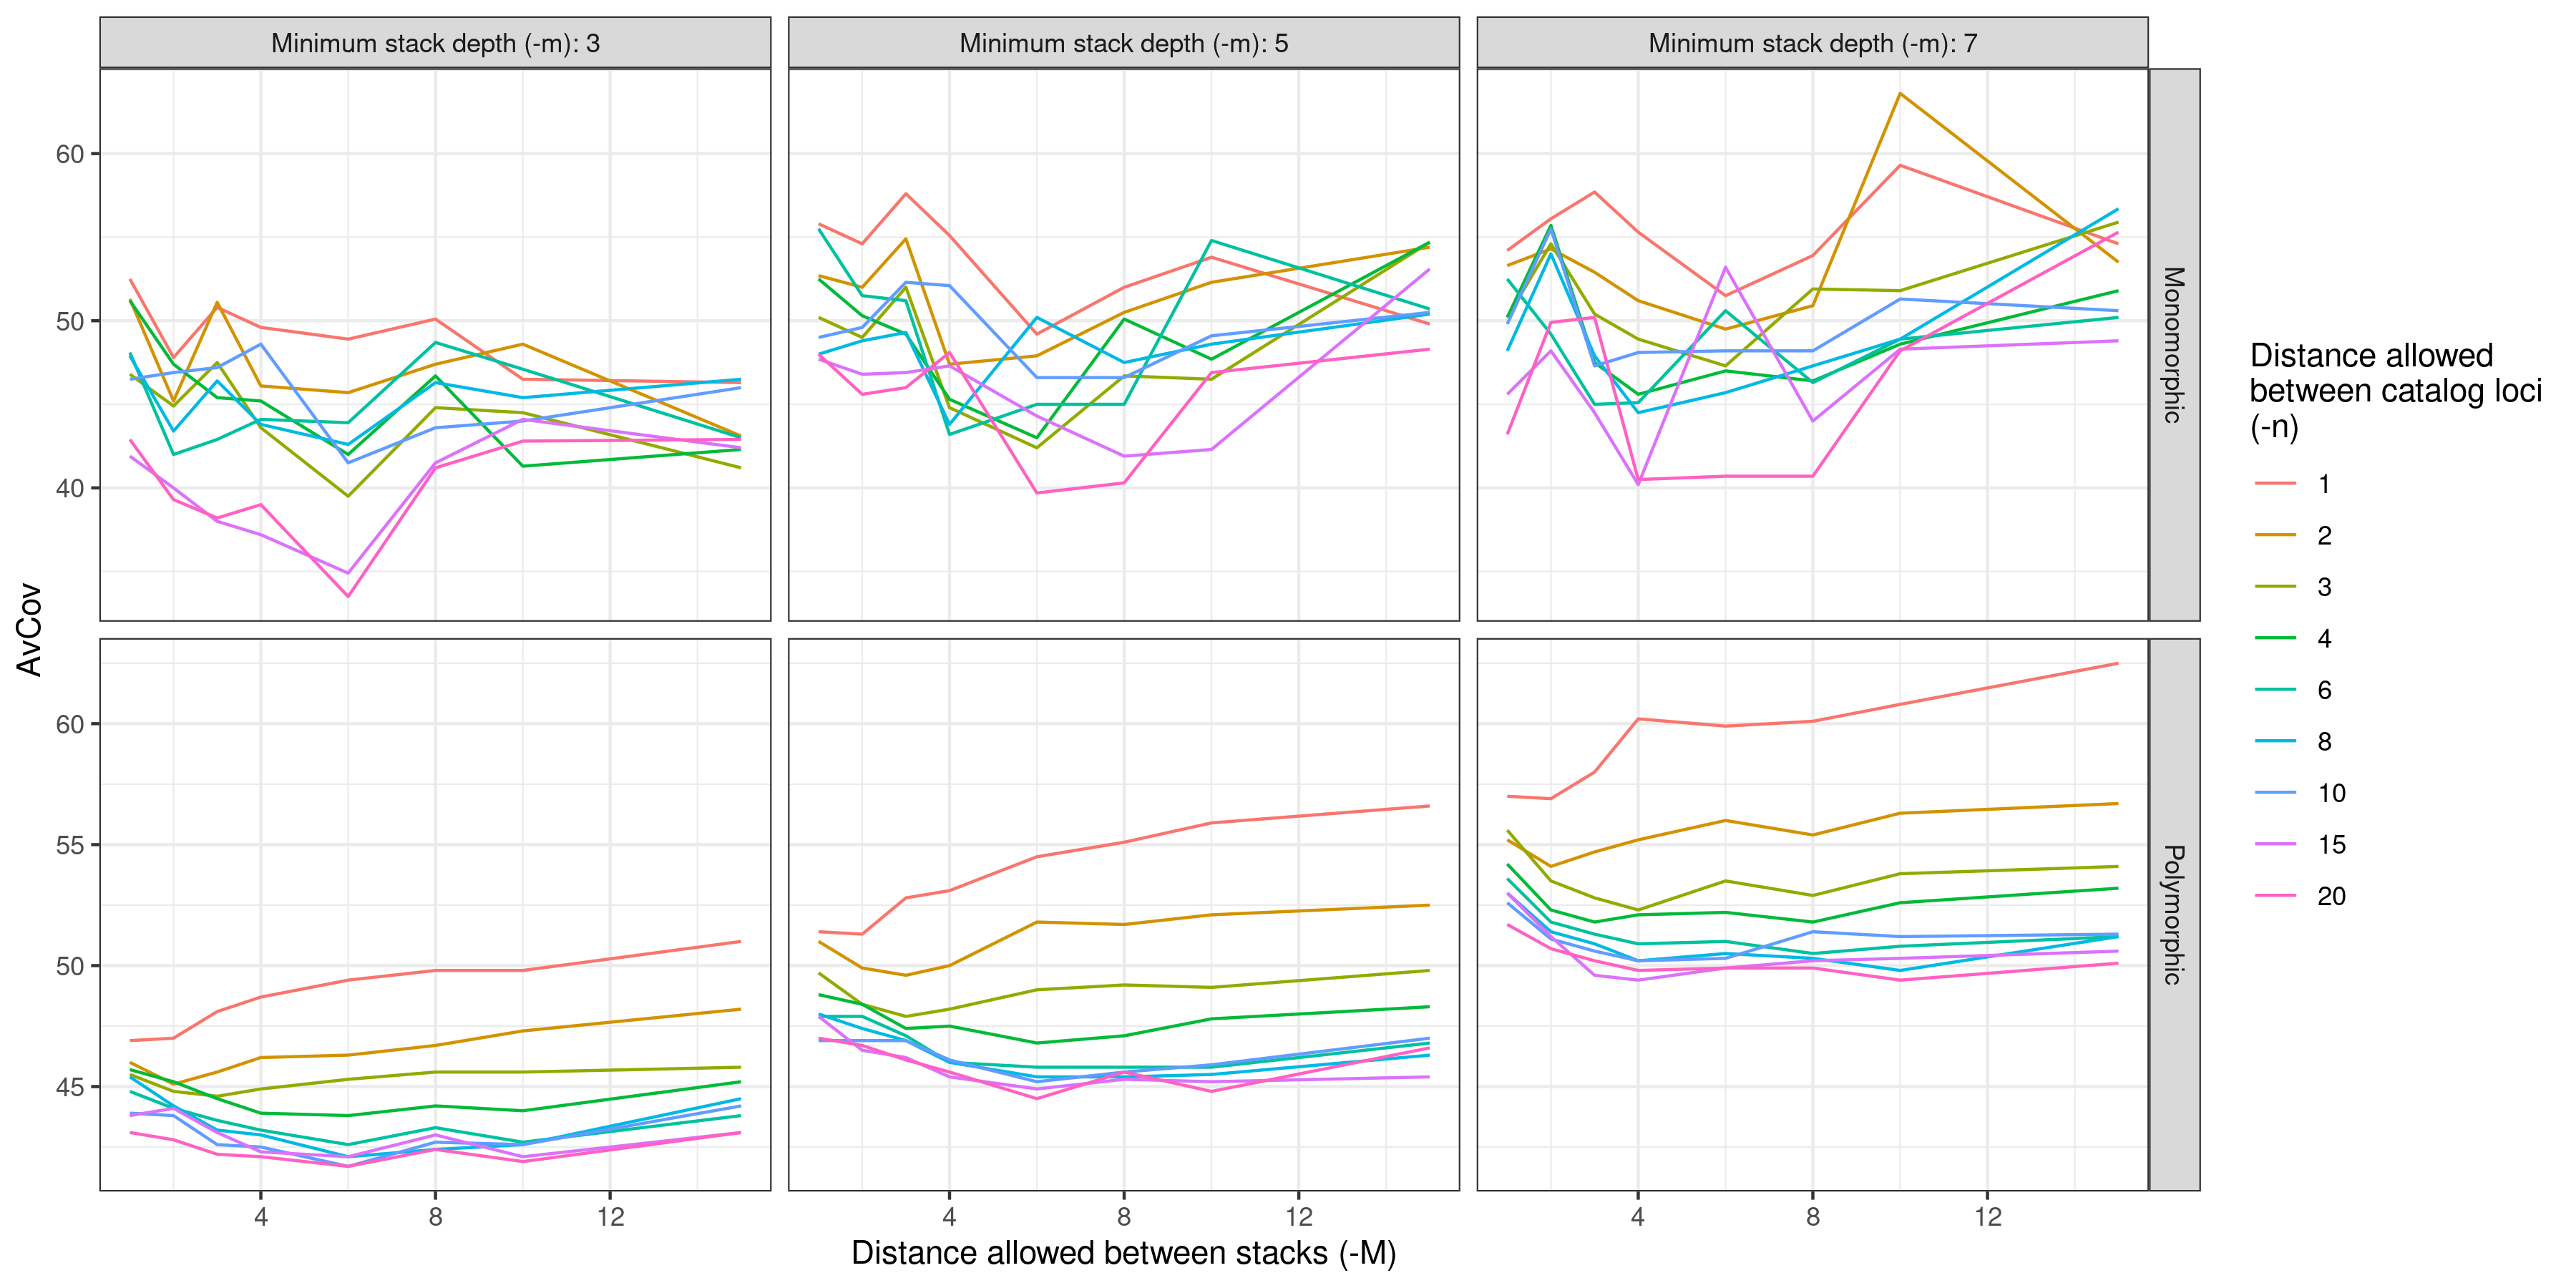 Minimum stack depth (-m): 3
Minimum stack depth (-m): 5
Minimum stack depth (-m): 7
60
50
40
Monomorphic
AvCov
60
55
50
45
Polymorphic
4
8
12
4
8
12
4
8
12
Distance allowed between stacks (-M)
Distance allowed
between catalog loci
(-n)
1
2
3
4
6
8
10
15
20